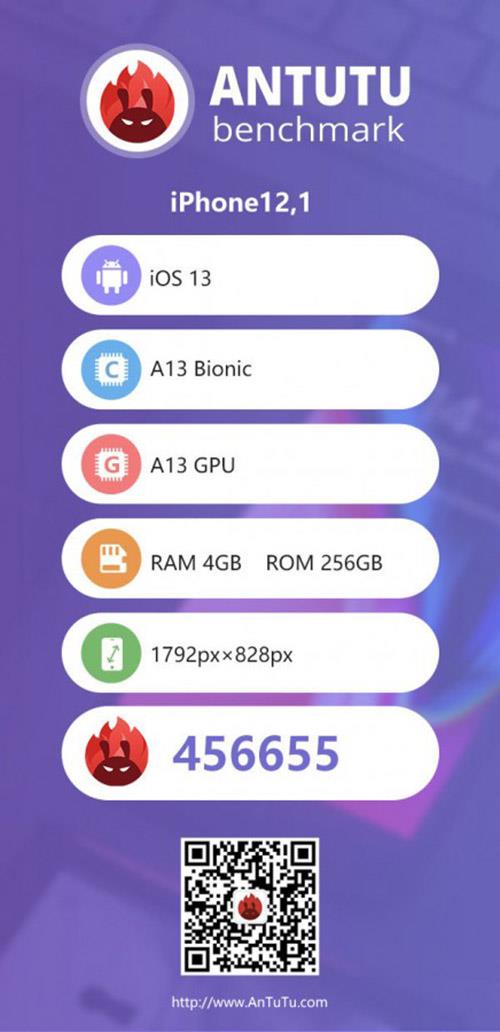 ANTUTU
benchmark
iPhone12,1
iOS 13
C
A13 Bionic
G
A13 GPU
RAM 4GB ROM 256GB
1792px×828px
456655
http://www.AnTuTu.com